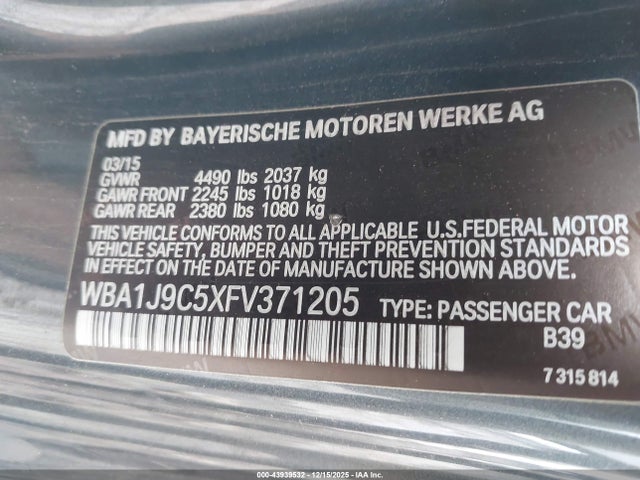 MFD BY BAYERISCHE MOTOREN WERKE AG
03/15
GVWR 4490 lbs 2037 kg
GAWR FRONT 2245 lbs 1018 kg
GAWR REAR 2380 lbs 1080 kg
THIS VEHICLE CONFORMS TO ALL APPLICABLE U.S.FEDERAL MOTOR
VEHICLE SAFETY, BUMPER AND THEFT PREVENTION STANDARDS
IN EFFECT ON THE DATE OF MANUFACTURE SHOWN ABOVE.
WBA1J9C5XFV371205 TYPE: PASSENGER CAR
B39
7 315 814
00-43939532 - 12/15/2025 - IAA Inc.